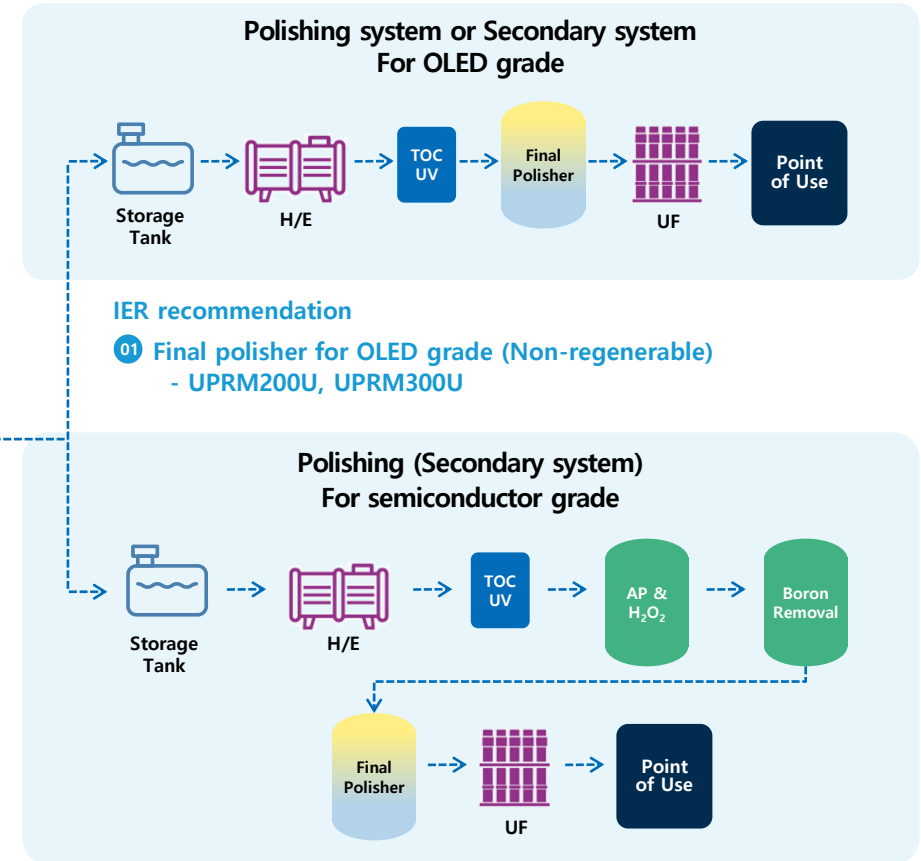 Polishing system or Secondary system
For OLED grade
Storage
Tank
H/E
TOC
UV
Final
Polisher
UF
Point
of Use
IER recommendation
01 Final polisher for OLED grade (Non-regenerable)
- UPRM200U, UPRM300U
Polishing (Secondary system)
For semiconductor grade
Storage
Tank
H/E
TOC
UV
AP &
H₂O₂
Boron
Removal
Final
Polisher
UF
Point
of Use